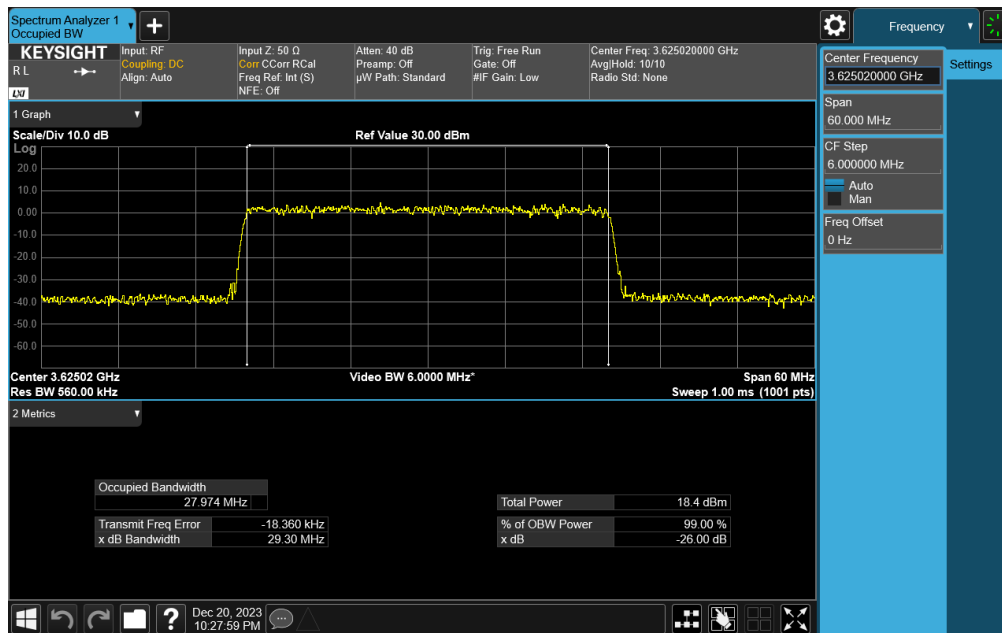 Spectrum Analyzer 1
Occupied BW
+
Frequency
KEYSIGHT
R L
LXI
Input: RF
Coupling: DC
Align: Auto
Input Z: 50 Ω
Corr CCorr RCal
Freq Ref: Int (S)
NFE: Off
Atten: 40 dB
Preamp: Off
µW Path: Standard
Trig: Free Run
Gate: Off
#IF Gain: Low
Center Freq: 3.625020000 GHz
Avg|Hold: 10/10
Radio Std: None
Center Frequency
3.625020000 GHz
Settings
Span
60.000 MHz
CF Step
6.000000 MHz
Auto
Man
Freq Offset
0 Hz
1 Graph
Scale/Div 10.0 dB
Ref Value 30.00 dBm
Log
20.0
10.0
0.00
-10.0
-20.0
-30.0
-40.0
-50.0
-60.0
Center 3.62502 GHz
Video BW 6.0000 MHz*
Span 60 MHz
Res BW 560.00 kHz
Sweep 1.00 ms (1001 pts)
2 Metrics
Occupied Bandwidth
27.974 MHz
Total Power 18.4 dBm
Transmit Freq Error -18.360 kHz
% of OBW Power 99.00 %
x dB Bandwidth 29.30 MHz
x dB -26.00 dB
?
Dec 20, 2023
10:27:59 PM